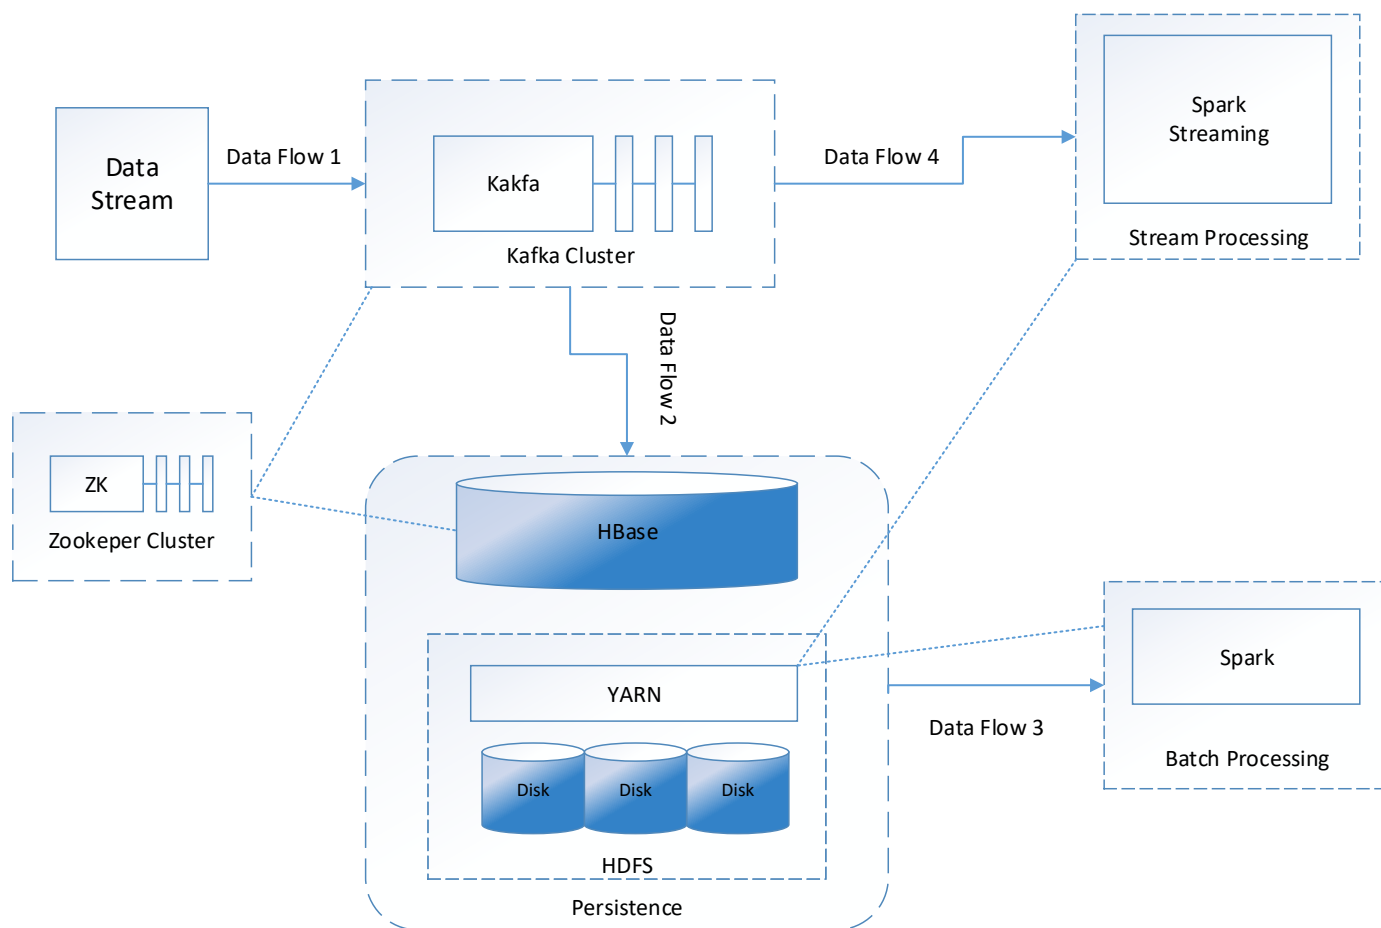 Data
Stream
Data Flow 1
Kakfa
Kafka Cluster
Data Flow 4
Spark
Streaming
Stream Processing
Data Flow 2
ZK
Zookeper Cluster
HBase
YARN
Disk
Disk
Disk
HDFS
Persistence
Data Flow 3
Spark
Batch Processing